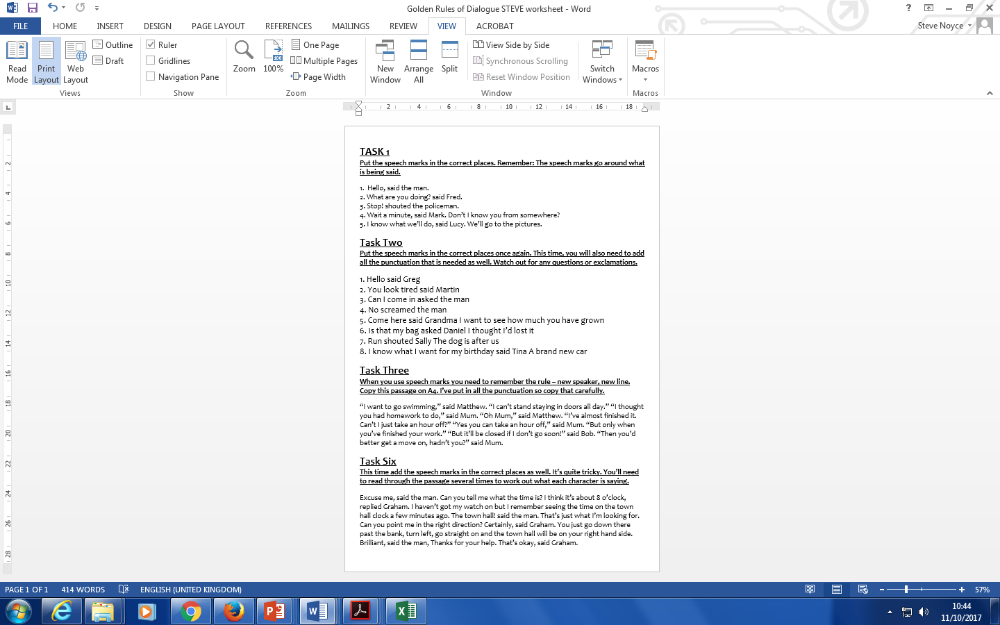 Golden Rules of Dialogue STEVE worksheet - Word
FILE HOME INSERT DESIGN PAGE LAYOUT REFERENCES MAILINGS REVIEW VIEW ACROBAT Steve Noyce
Read Mode
Print Layout
Web Layout
Outline
Draft
Views
Ruler
Gridlines
Navigation Pane
Show
Zoom
100
100%
One Page
Multiple Pages
Page Width
Zoom
New Window
Arrange All
Split
View Side by Side
Synchronous Scrolling
Reset Window Position
Window
Switch Windows
Macros
Macros
2 4 6 8 10 12 14 16 18
2
4
6
8
10
12
14
16
18
20
22
24
26
28
TASK 1
Put the speech marks in the correct places. Remember: The speech marks go around what
is being said.
1. Hello, said the man.
2. What are you doing? said Fred.
3. Stop! shouted the policeman.
4. Wait a minute, said Mark. Don’t I know you from somewhere?
5. I know what we’ll do, said Lucy. We’ll go to the pictures.
Task Two
Put the speech marks in the correct places once again. This time, you will also need to add
all the punctuation that is needed as well. Watch out for any questions or exclamations.
1. Hello said Greg
2. You look tired said Martin
3. Can I come in asked the man
4. No screamed the man
5. Come here said Grandma I want to see how much you have grown
6. Is that my bag asked Daniel I thought I’d lost it
7. Run shouted Sally The dog is after us
8. I know what I want for my birthday said Tina A brand new car
Task Three
When you use speech marks you need to remember the rule – new speaker, new line.
Copy this passage on A4. I’ve put in all the punctuation so copy that carefully.
“I want to go swimming,” said Matthew. “I can’t stand staying in doors all day.” “I thought
you had homework to do,” said Mum. “Oh Mum,” said Matthew. “I’ve almost finished it.
Can’t I just take an hour off?” “Yes you can take an hour off,” said Mum. “But only when
you’ve finished your work.” “But it’ll be closed if I don’t go soon!” said Bob. “Then you’d
better get a move on, hadn’t you?” said Mum.
Task Six
This time add the speech marks in the correct places as well. It’s quite tricky. You’ll need
to read through the passage several times to work out what each character is saying.
Excuse me, said the man. Can you tell me what the time is? I think it’s about 8 o’clock,
replied Graham. I haven’t got my watch on but I remember seeing the time on the town
hall clock a few minutes ago. The town hall! said the man. That’s just what I’m looking for.
Can you point me in the right direction? Certainly, said Graham. You just go down there
past the bank, turn left, go straight on and the town hall will be on your right hand side.
Brilliant, said the man, Thanks for your help. That’s okay, said Graham.
PAGE 1 OF 1 414 WORDS ENGLISH (UNITED KINGDOM) 57%
10:44
11/10/2017